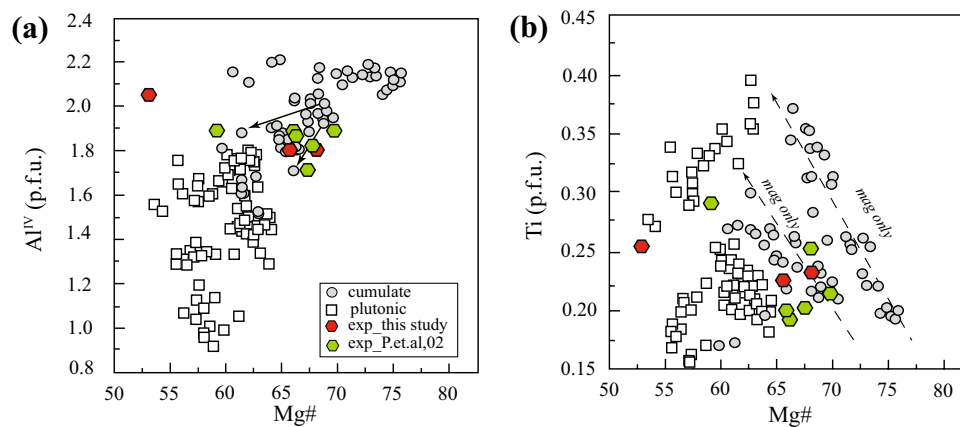 (a)
Al^IV (p.f.u.)
2.4
2.2
2.0
1.8
1.6
1.4
1.2
1.0
0.8
50 55 60 65 70 75 80
Mg#
cumulate
plutonic
exp_this study
exp_P.et.al,02
(b)
Ti (p.f.u.)
0.45
0.40
0.35
0.30
0.25
0.20
0.15
50 55 60 65 70 75 80
Mg#
mag only
mag only